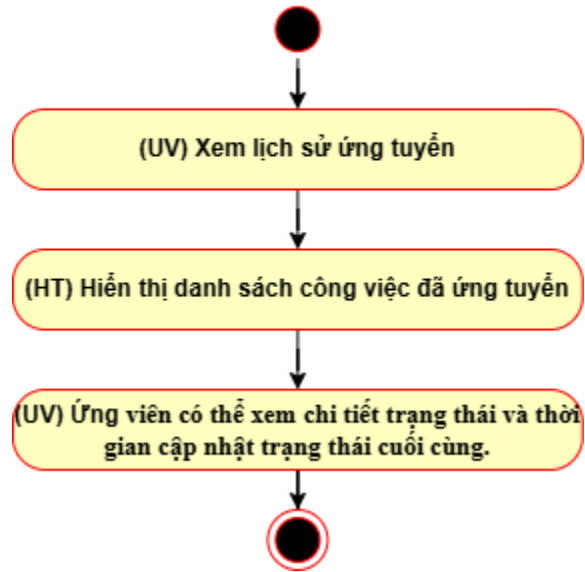 (UV) Xem lịch sử ứng tuyển
(HT) Hiển thị danh sách công việc đã ứng tuyển
(UV) Ứng viên có thể xem chi tiết trạng thái và thời
gian cập nhật trạng thái cuối cùng.